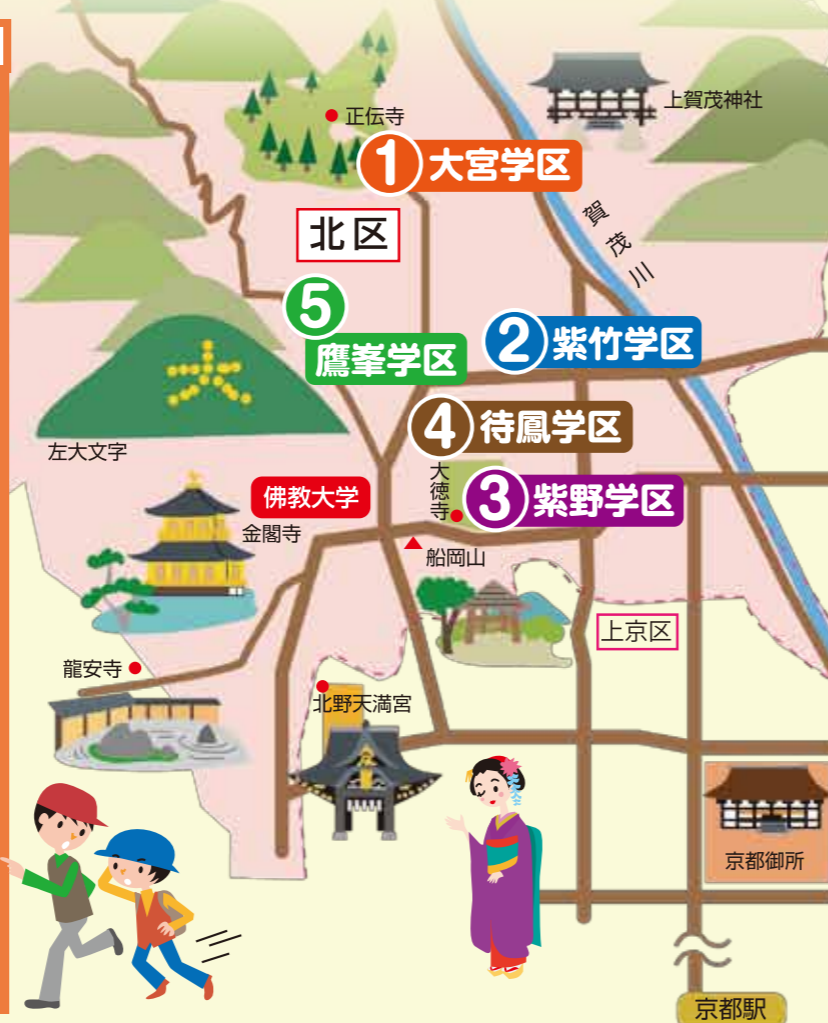 正伝寺
上賀茂神社
1 大宮学区
北区
賀茂川
5
鷹峯学区
2 紫竹学区
4 待鳳学区
左大文字
大徳寺
3 紫野学区
佛教大学
金閣寺
船岡山
上京区
龍安寺
北野天満宮
京都御所
京都駅